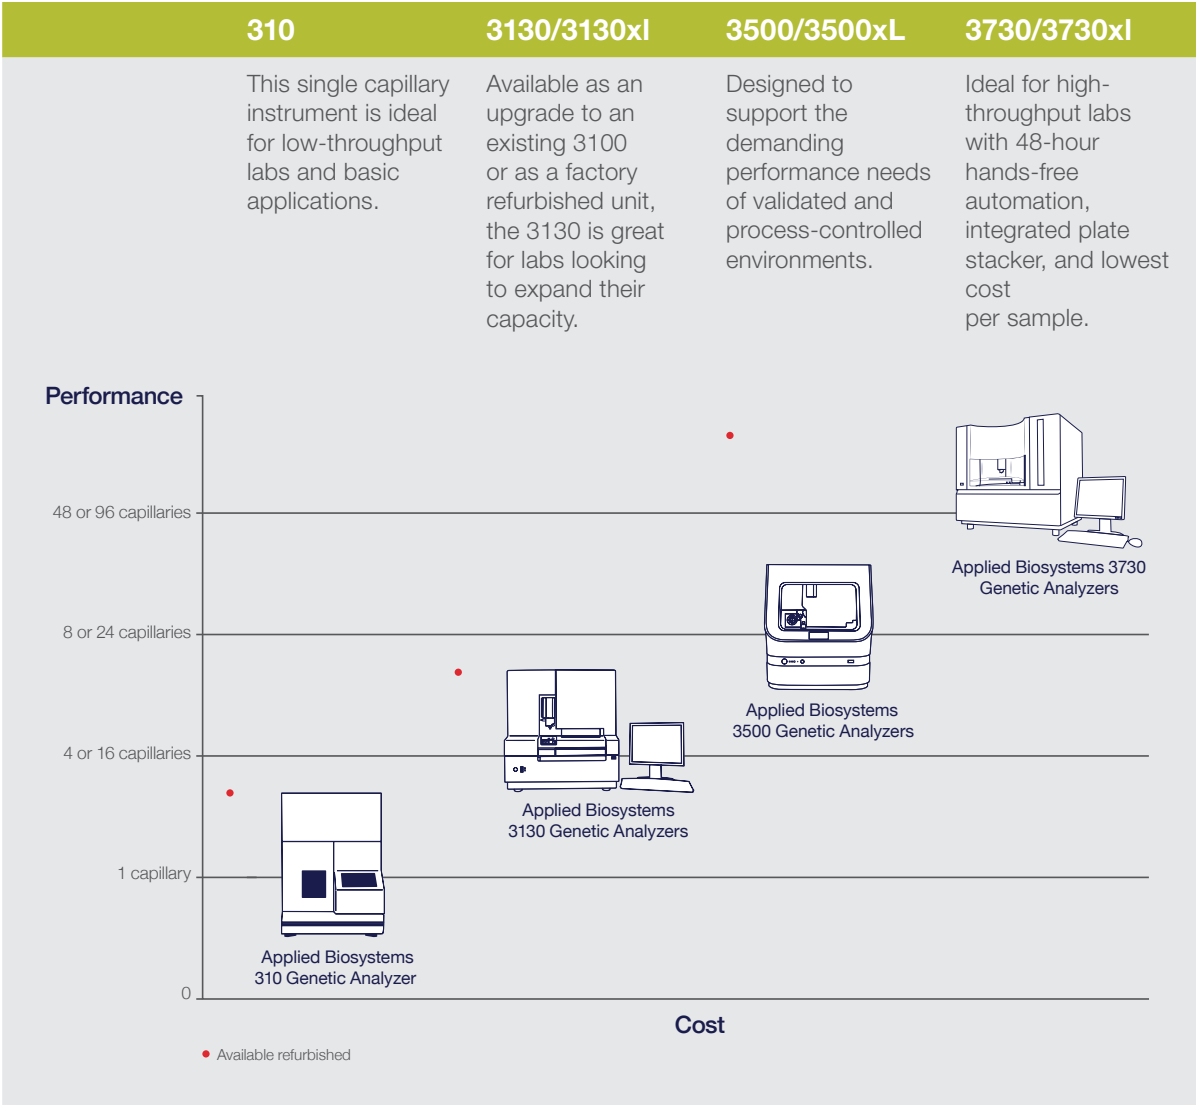 310
3130/3130xl
3500/3500xL
3730/3730xl
This single capillary
instrument is ideal
for low-throughput
labs and basic
applications.
Available as an
upgrade to an
existing 3100
or as a factory
refurbished unit,
the 3130 is great
for labs looking
to expand their
capacity.
Designed to
support the
demanding
performance needs
of validated and
process-controlled
environments.
Ideal for high-
throughput labs
with 48-hour
hands-free
automation,
integrated plate
stacker, and lowest
cost
per sample.
Performance
48 or 96 capillaries
Applied Biosystems 3730
Genetic Analyzers
8 or 24 capillaries
Applied Biosystems
3500 Genetic Analyzers
4 or 16 capillaries
Applied Biosystems
3130 Genetic Analyzers
1 capillary
Applied Biosystems
310 Genetic Analyzer
0
Cost
• Available refurbished